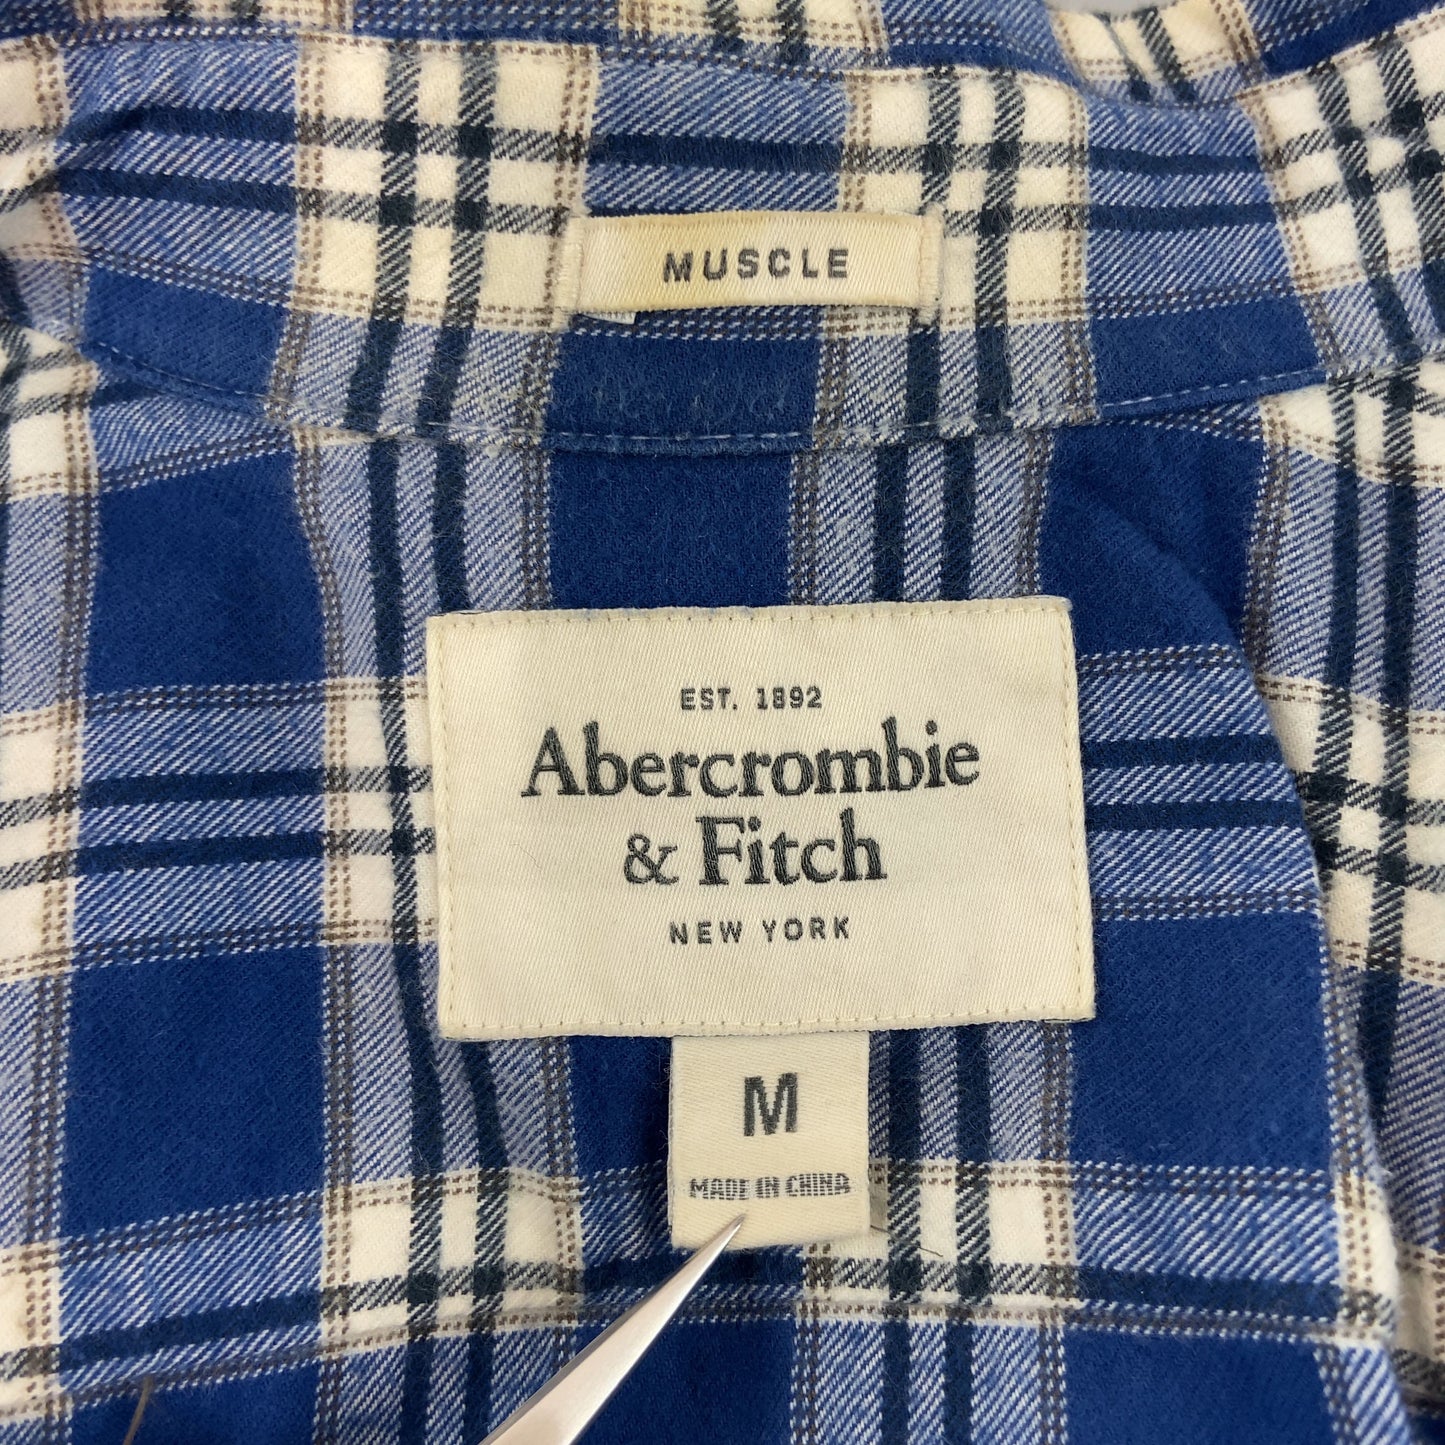 MUSCLE
EST. 1892
Abercrombie
& Fitch
NEW YORK
M
MADE IN CHINA